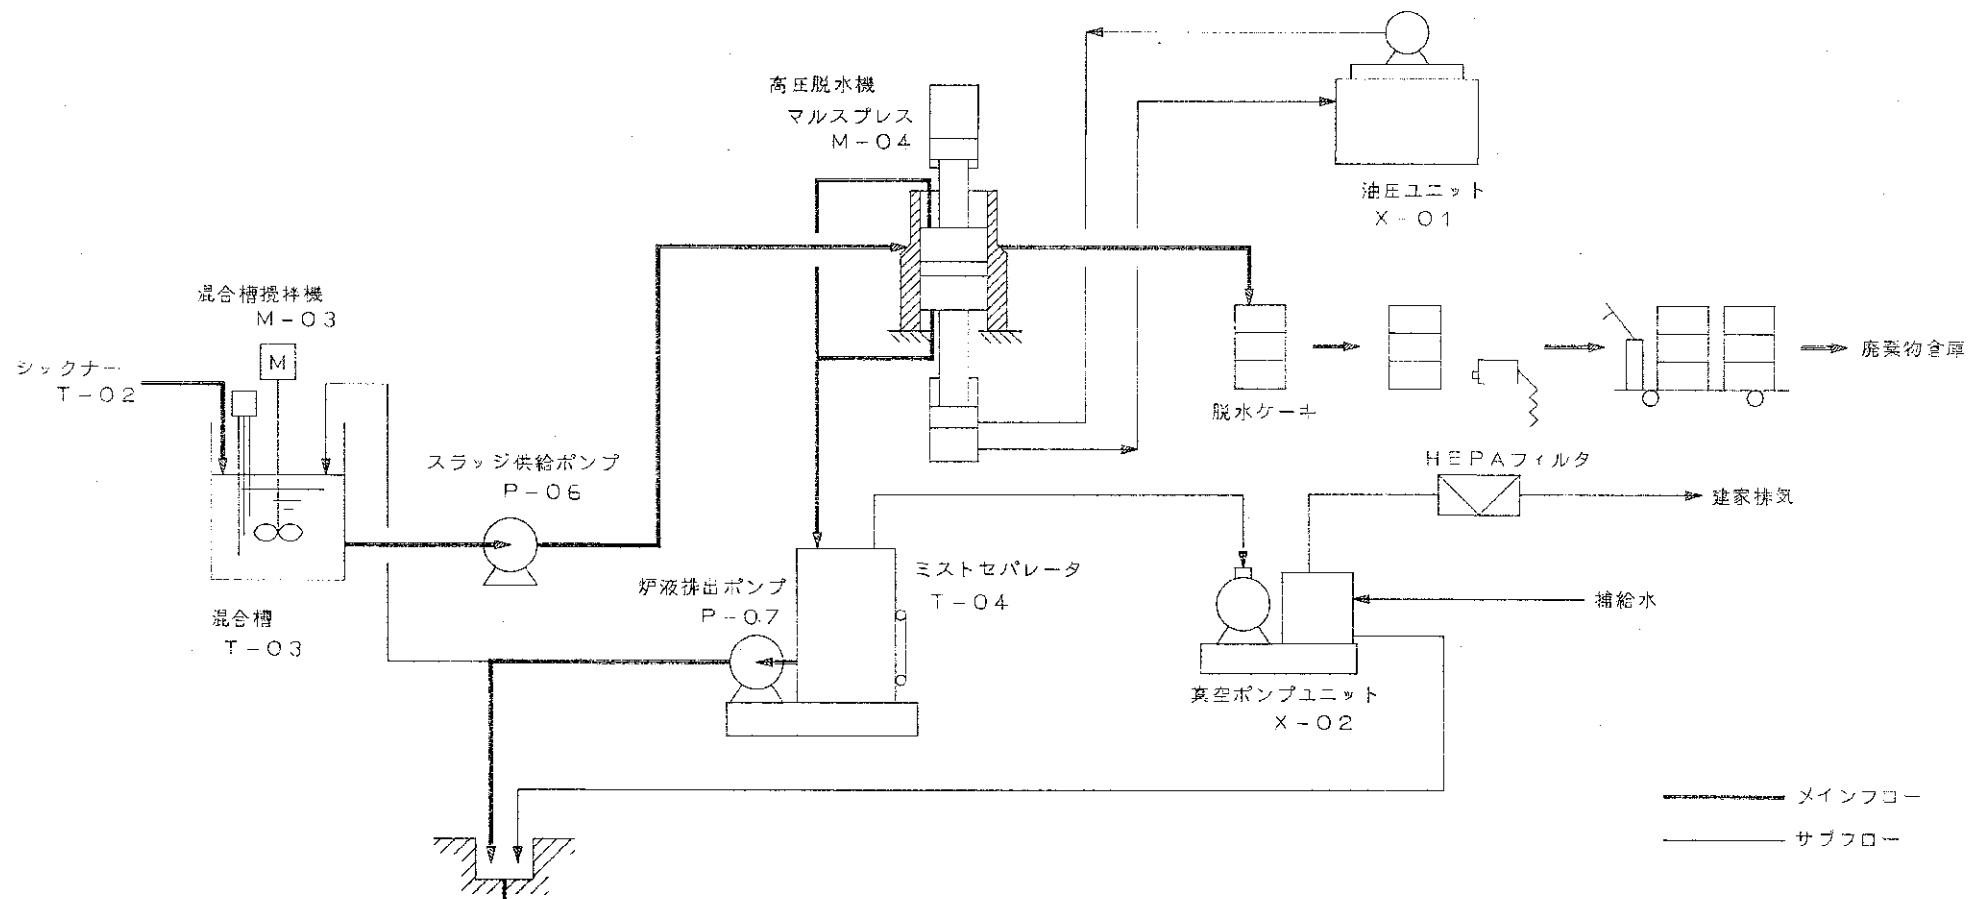 高圧脱水機
マルスプレス
M-04
油圧ユニット
X-01
混合槽攪拌機
M-03
M
シックナー
T-02
廃棄物倉庫
脱水ケーキ
スラッジ供給ポンプ
P-06
HEPAフィルタ
建家排気
混合槽
T-03
炉液排出ポンプ
P-07
ミストセパレータ
T-04
補給水
真空ポンプユニット
X-02
メインフロー
サブフロー